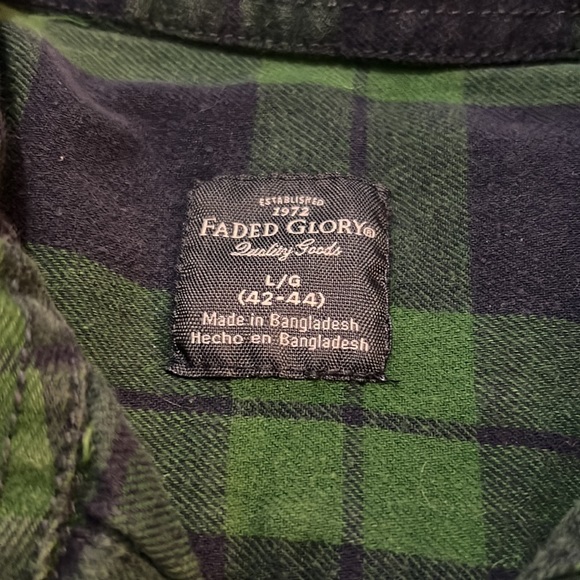 ESTABLISHED
1972
FADED GLORY®
Quality Goods
L/G
(42-44)
Made in Bangladesh
Hecho en Bangladesh